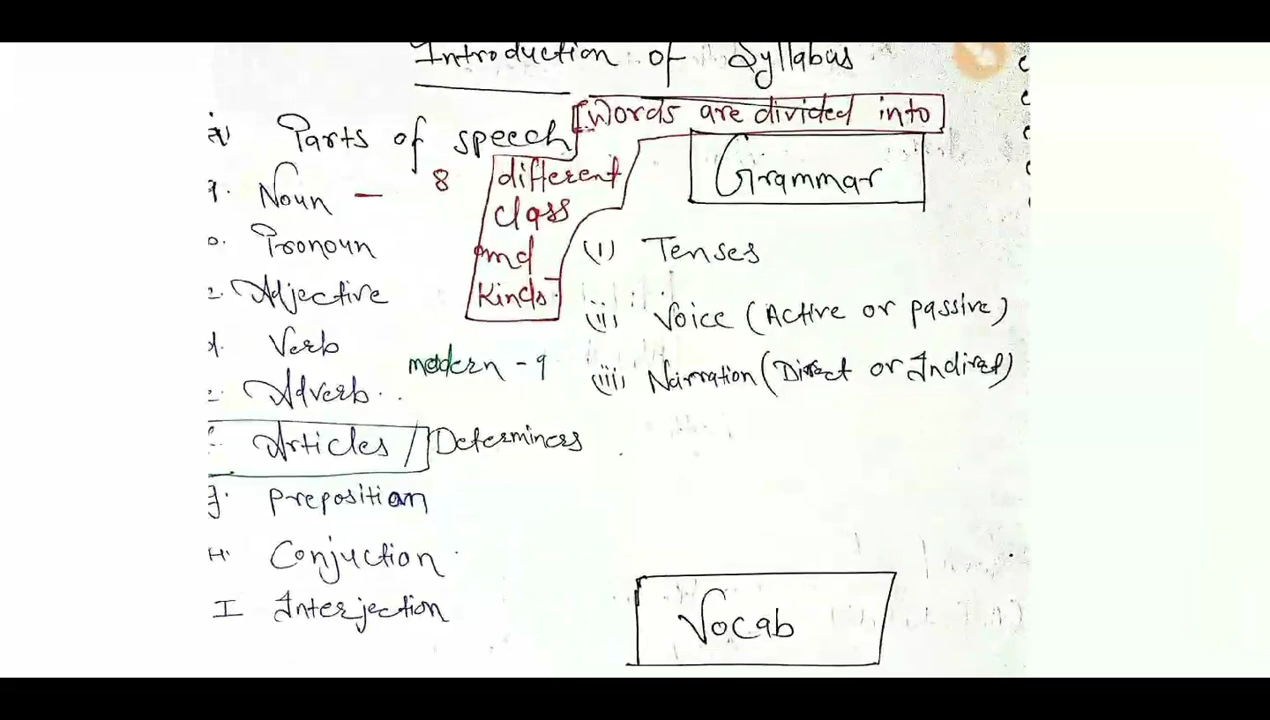 Introduction of Syllabus
Parts of speech
[Words are divided into
different
class
and
Kinds
8
Noun —
Pronoun
Adjective
Verb
Adverb
modern - 9
Articles / Determiners
preposition
H. Conjuction
I Interjection
Grammar
(i) Tenses
(ii) Voice (Active or passive)
(iii) Narration (Direct or Indirect)
Vocab